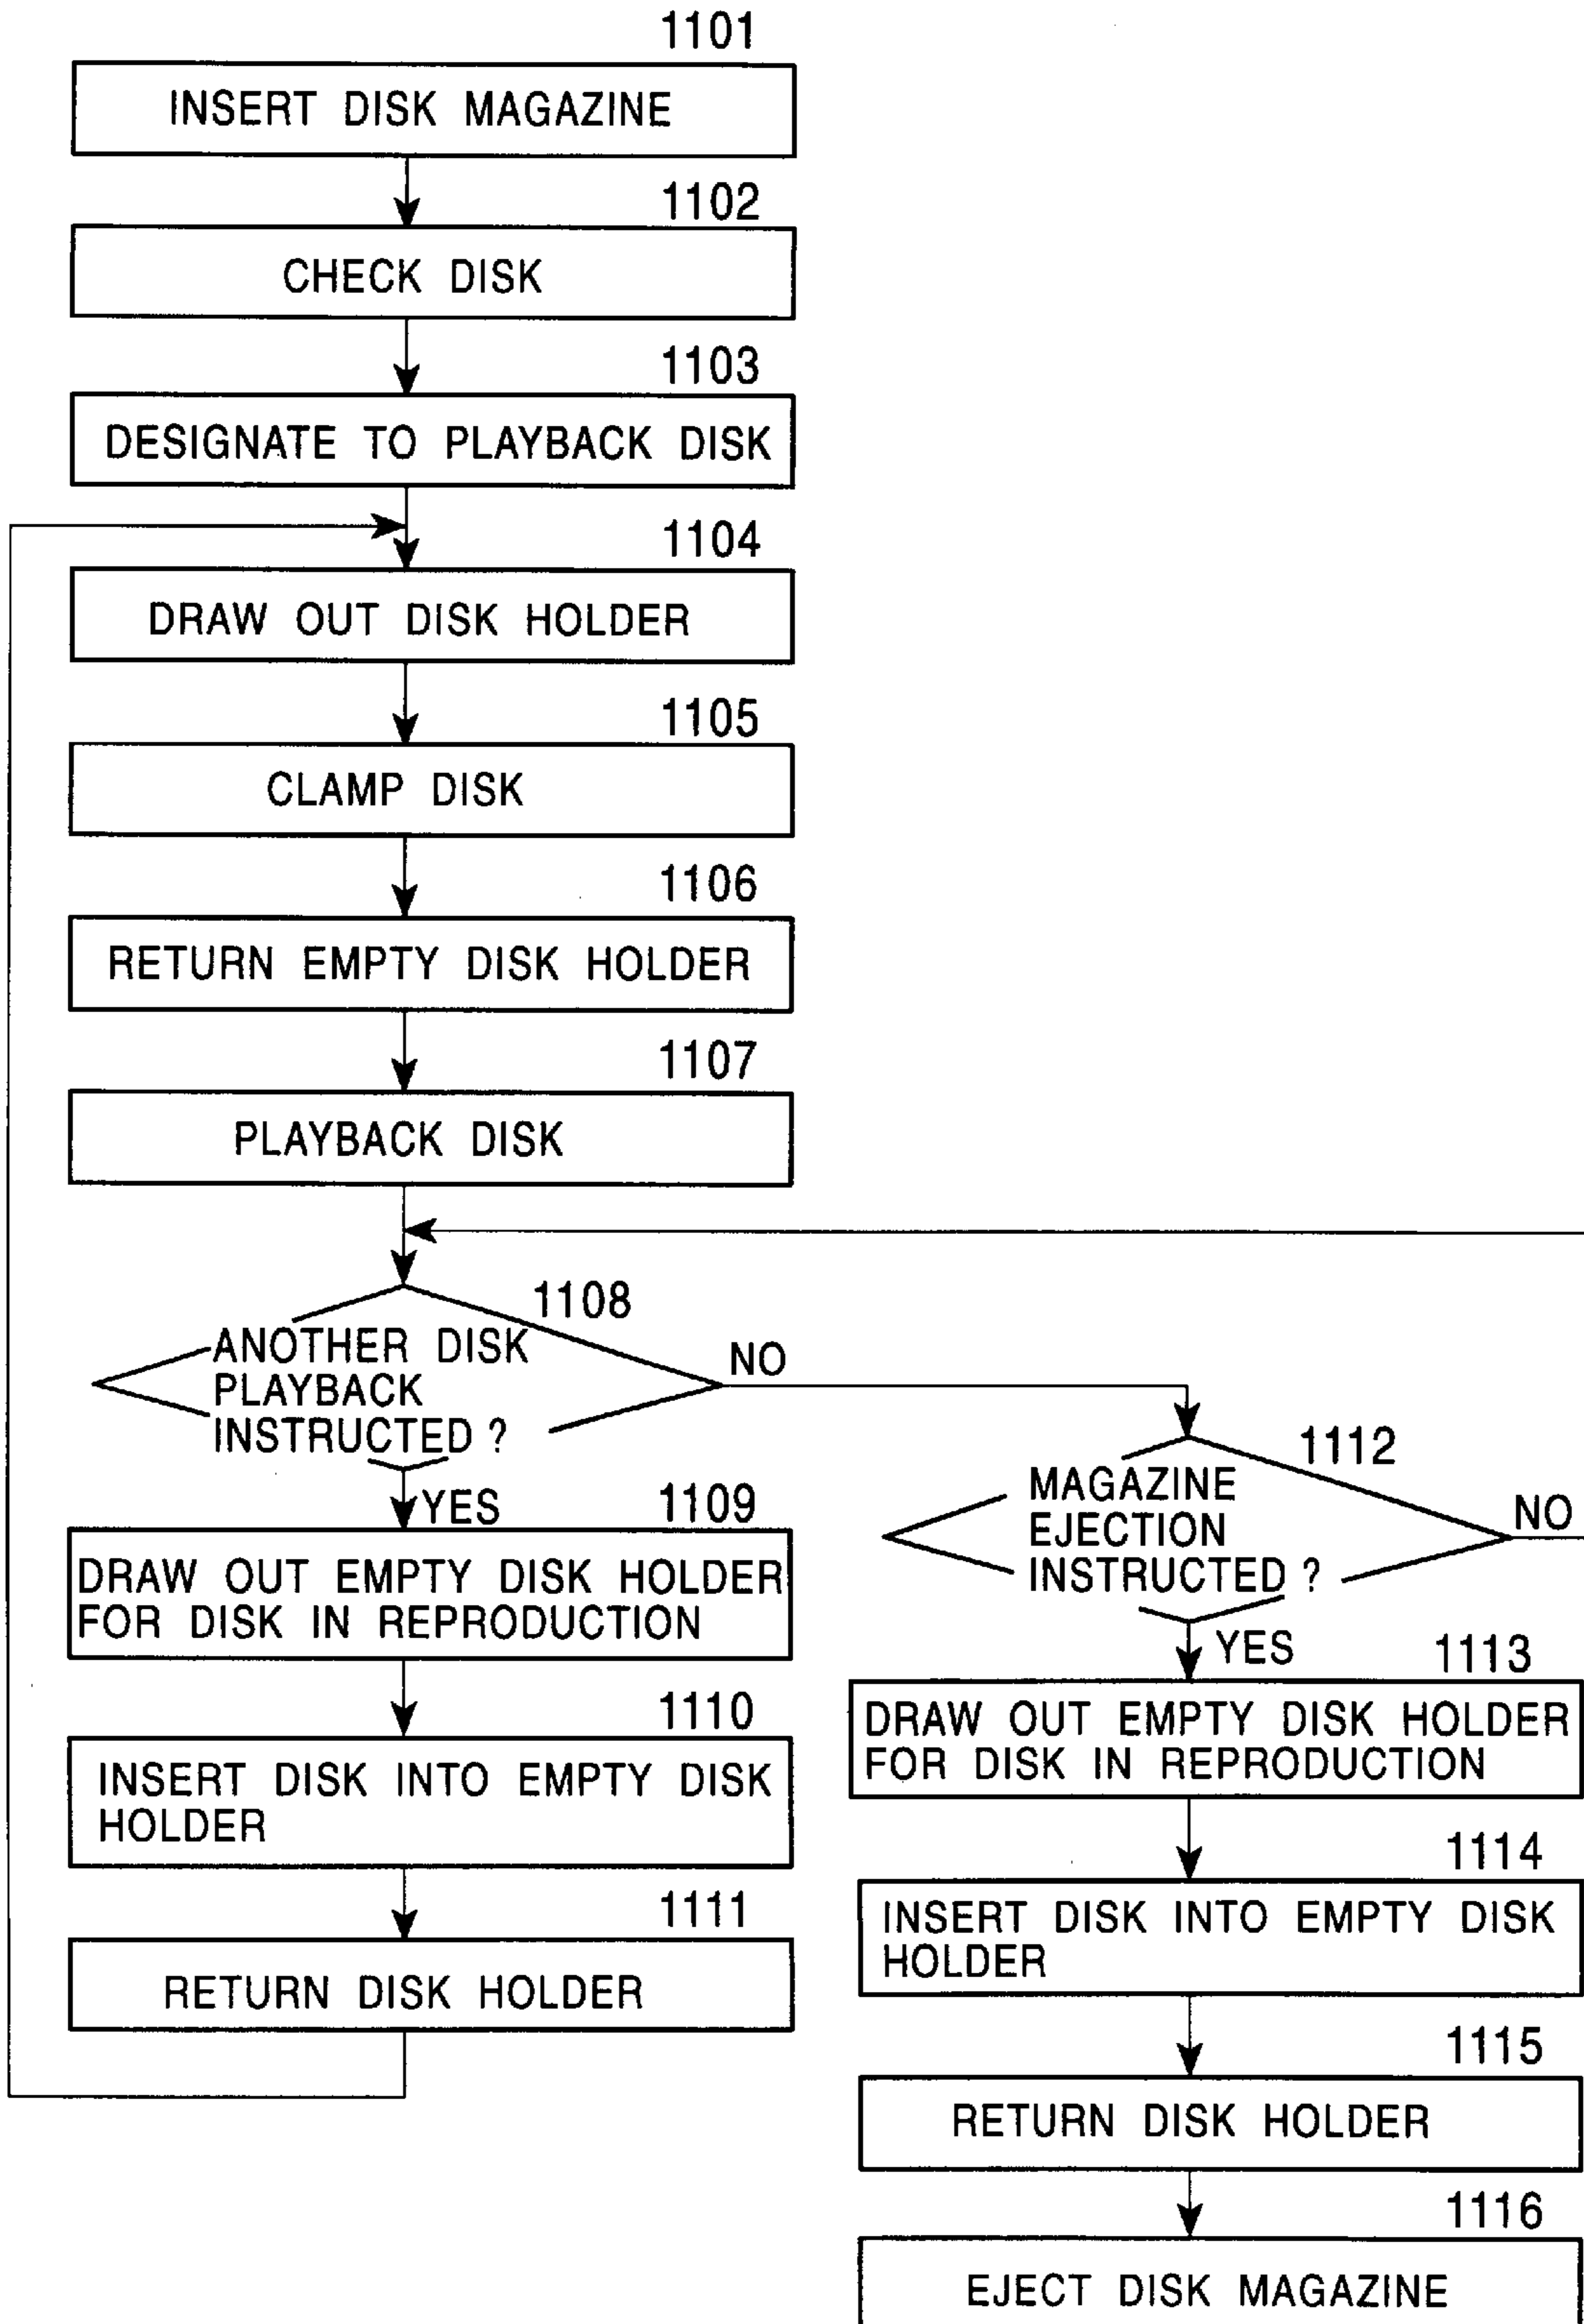 1101
INSERT DISK MAGAZINE
1102
CHECK DISK
1103
DESIGNATE TO PLAYBACK DISK
1104
DRAW OUT DISK HOLDER
1105
CLAMP DISK
1106
RETURN EMPTY DISK HOLDER
1107
PLAYBACK DISK
1108
ANOTHER DISK
PLAYBACK
INSTRUCTED ?
NO
YES
1109
DRAW OUT EMPTY DISK HOLDER
FOR DISK IN REPRODUCTION
1110
INSERT DISK INTO EMPTY DISK
HOLDER
1111
RETURN DISK HOLDER
1112
MAGAZINE
EJECTION
INSTRUCTED ?
NO
YES
1113
DRAW OUT EMPTY DISK HOLDER
FOR DISK IN REPRODUCTION
1114
INSERT DISK INTO EMPTY DISK
HOLDER
1115
RETURN DISK HOLDER
1116
EJECT DISK MAGAZINE